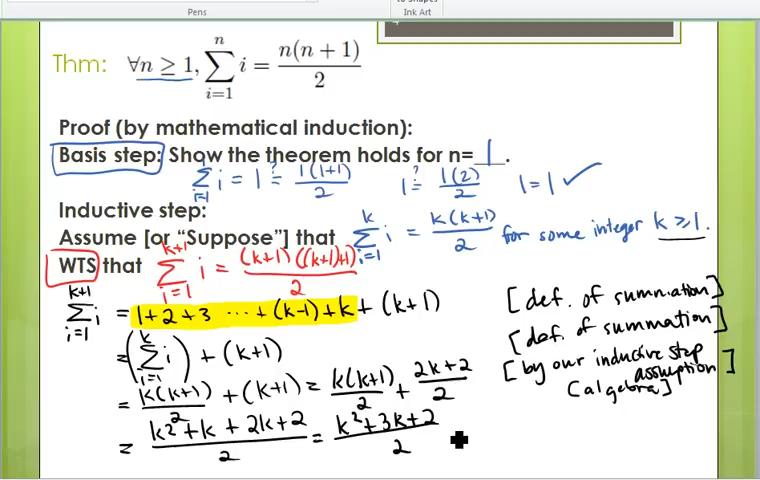 to Shapes
Pens
Ink Art
Thm: ∀n ≥ 1, ∑_{i=1}^{n} i = n(n + 1)/2
Proof (by mathematical induction):
Basis step: Show the theorem holds for n=_1_.
∑_{i=1}^{1} i = 1 ≟ 1(1+1)/2   1 ≟ 1(2)/2   1 = 1 ✓
Inductive step:
Assume [or “Suppose”] that ∑_{i=1}^{k} i = k(k+1)/2 for some integer k ≥ 1.
WTS that ∑_{i=1}^{k+1} i = (k+1)((k+1)+1)/2
∑_{i=1}^{k+1} i = 1+2+3 ... + (k-1) + k + (k+1) [def. of summation]
= (∑_{i=1}^{k} i) + (k+1) [def. of summation]
= k(k+1)/2 + (k+1) = k(k+1)/2 + (2k+2)/2 [by our inductive step assumption]
(algebra]
= (k²+k+2k+2)/2 = (k²+3k+2)/2